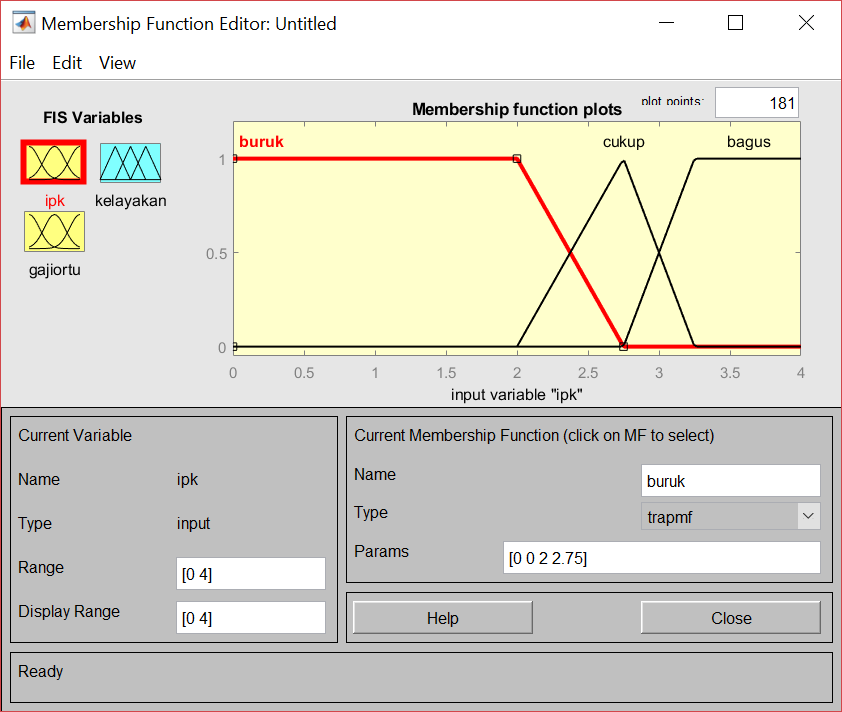 Membership Function Editor: Untitled
File Edit View
FIS Variables
Membership function plots
plot points:
181
ipk
kelayakan
gajiortu
buruk
cukup
bagus
1
0.5
0
0 0.5 1 1.5 2 2.5 3 3.5 4
input variable "ipk"
Current Variable
Name ipk
Type input
Range [0 4]
Display Range [0 4]
Current Membership Function (click on MF to select)
Name buruk
Type trapmf
Params [0 0 2 2.75]
Help
Close
Ready